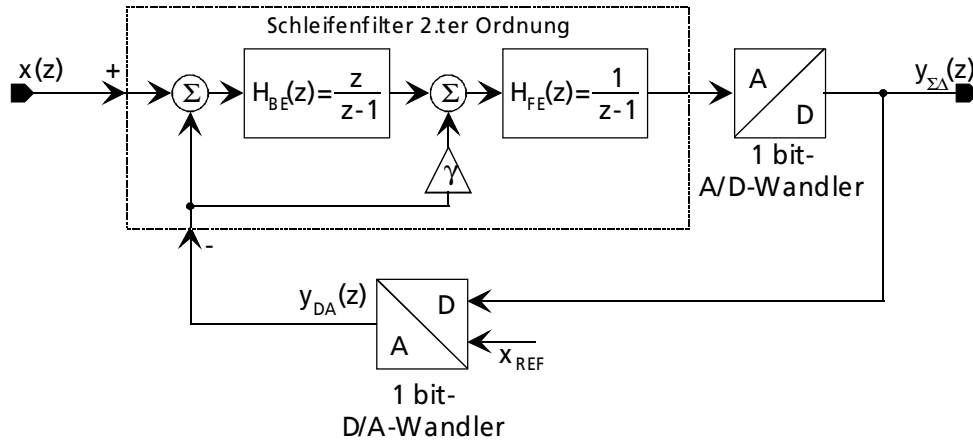 Schleifenfilter 2.ter Ordnung
x(z)
+
Σ
H_BE(z)=z/(z-1)
Σ
H_FE(z)=1/(z-1)
A
D
y_ΣΔ(z)
1 bit-
A/D-Wandler
γ
-
y_DA(z)
D
A
x_REF
1 bit-
D/A-Wandler